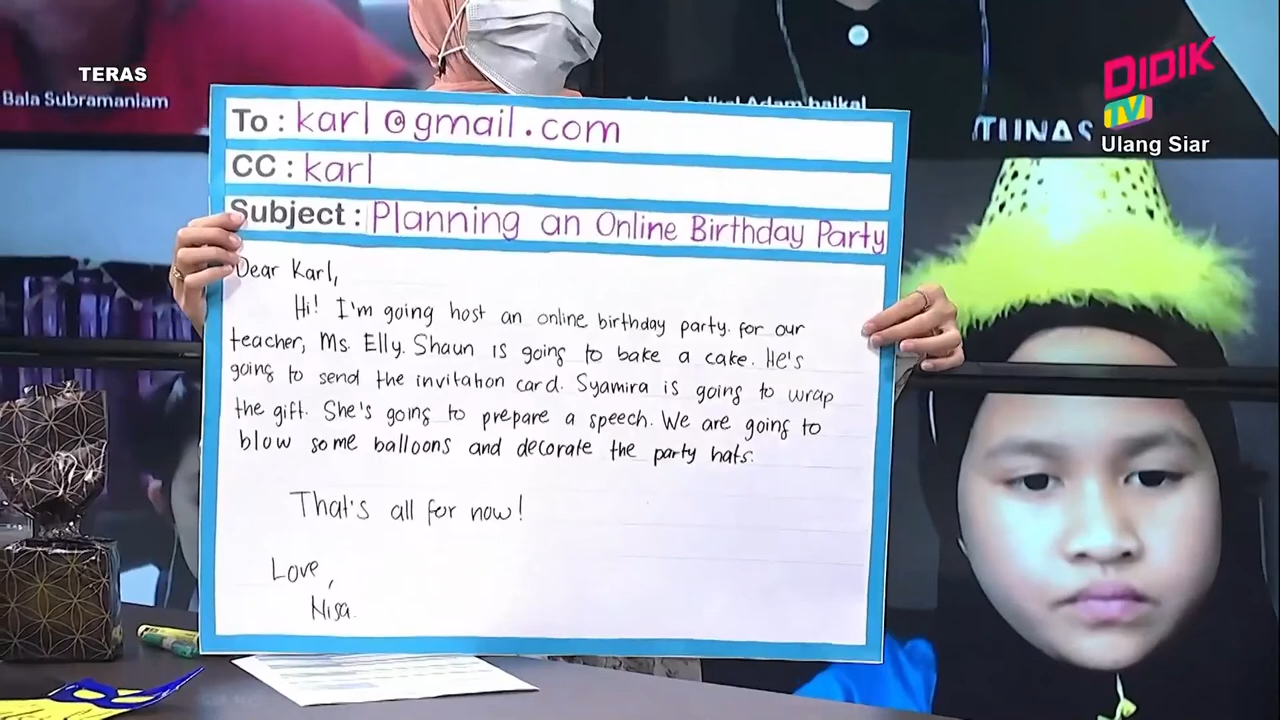 TERAS
Bala Subramaniam
DIDIK
TV
Ulang Siar
TUNAS
To : karl @gmail.com
CC : karl
Subject : Planning an Online Birthday Party
Dear Karl,
Hi! I'm going host an online birthday party. for our
teacher, Ms. Elly. Shaun is going to bake a cake. He's
going to send the invitation card. Syamira is going to wrap
the gift. She's going to prepare a speech. We are going to
blow some balloons and decorate the party hats.
That's all for now!
Love,
Nisa.